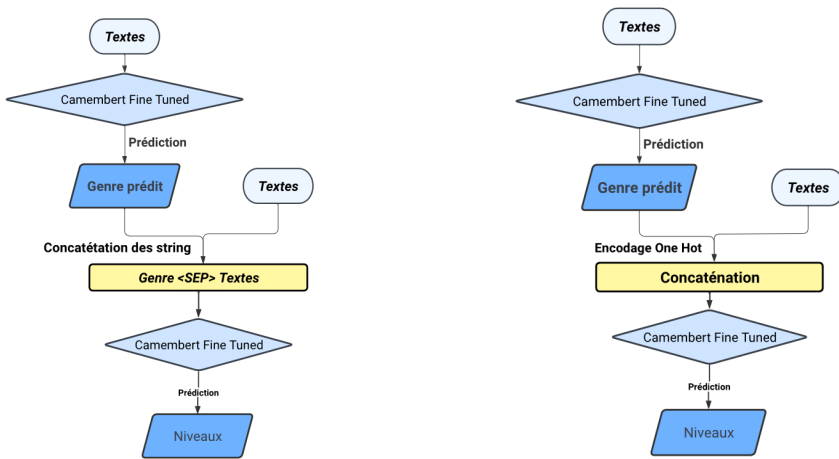 Textes
Camembert Fine Tuned
Prédiction
Genre prédit
Textes
Concatétation des string
Genre <SEP> Textes
Camembert Fine Tuned
Prédiction
Niveaux
Textes
Camembert Fine Tuned
Prédiction
Genre prédit
Textes
Encodage One Hot
Concaténation
Camembert Fine Tuned
Prédiction
Niveaux